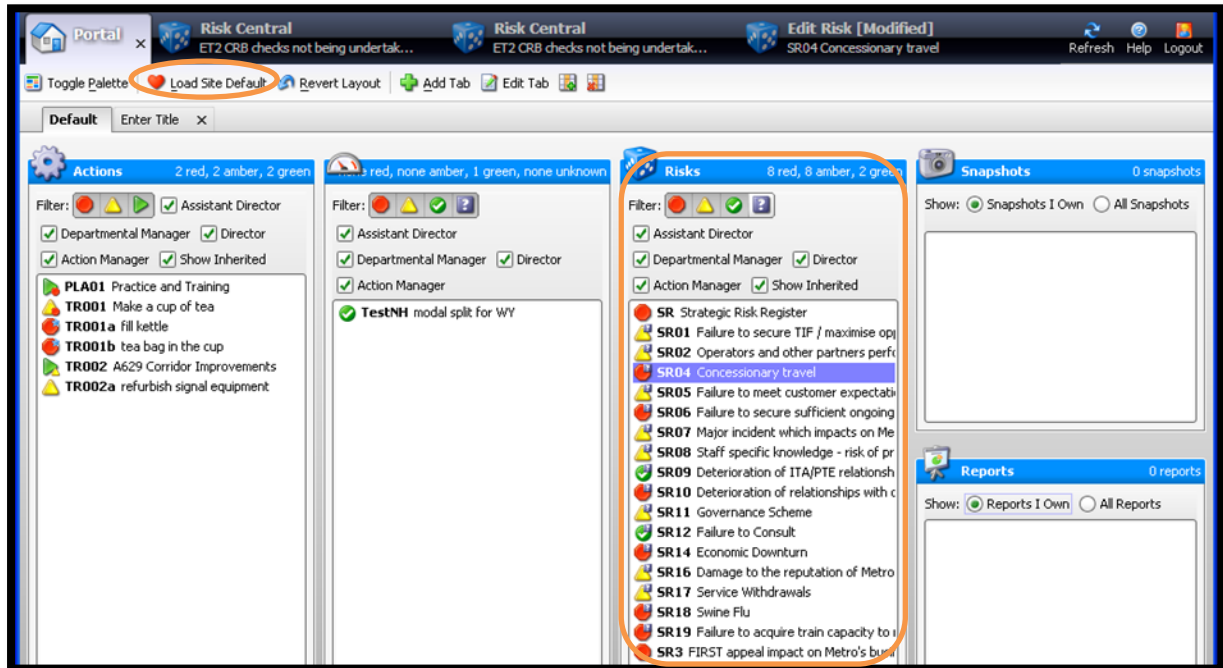 Portal
Risk Central
ET2 CRB checks not being undertak...
Risk Central
ET2 CRB checks not being undertak...
Edit Risk [Modified]
SR04 Concessionary travel
Refresh Help Logout
Toggle Palette Load Site Default Revert Layout Add Tab Edit Tab
Default Enter Title
Actions 2 red, 2 amber, 2 green
Filter: Assistant Director
Departmental Manager Director
Action Manager Show Inherited
PLA01 Practice and Training
TR001 Make a cup of tea
TR001a fill kettle
TR001b tea bag in the cup
TR002 A629 Corridor Improvements
TR002a refurbish signal equipment
red, none amber, 1 green, none unknown
Filter:
Assistant Director
Departmental Manager Director
Action Manager
TestNH modal split for WY
Risks 8 red, 8 amber, 2 green
Filter:
Assistant Director
Departmental Manager Director
Action Manager Show Inherited
SR Strategic Risk Register
SR01 Failure to secure TIF / maximise opp
SR02 Operators and other partners perfo
SR04 Concessionary travel
SR05 Failure to meet customer expectati
SR06 Failure to secure sufficient ongoing
SR07 Major incident which impacts on Me
SR08 Staff specific knowledge - risk of pr
SR09 Deterioration of ITA/PTE relationsh
SR10 Deterioration of relationships with
SR11 Governance Scheme
SR12 Failure to Consult
SR14 Economic Downturn
SR16 Damage to the reputation of Metro
SR17 Service Withdrawals
SR18 Swine Flu
SR19 Failure to acquire train capacity to
SR3 FIRST appeal impact on Metro's
Snapshots 0 snapshots
Show: Snapshots I Own All Snapshots
Reports 0 reports
Show: Reports I Own All Reports